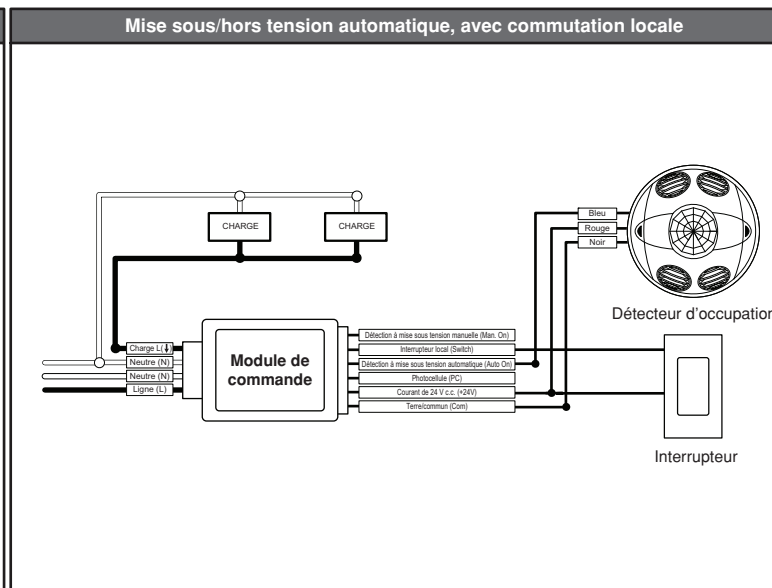 Mise sous/hors tension automatique, avec commutation locale
CHARGE
CHARGE
Bleu
Rouge
Noir
Détecteur d'occupation
Charge L(↓)
Neutre (N)
Neutre (N)
Ligne (L)
Module de
commande
Détection à mise sous tension manuelle (Man. On)
Interrupteur local (Switch)
Détection à mise sous tension automatique (Auto On)
Photocellule (PC)
Courant de 24 V c.c. (+24V)
Terre/commun (Com)
Interrupteur